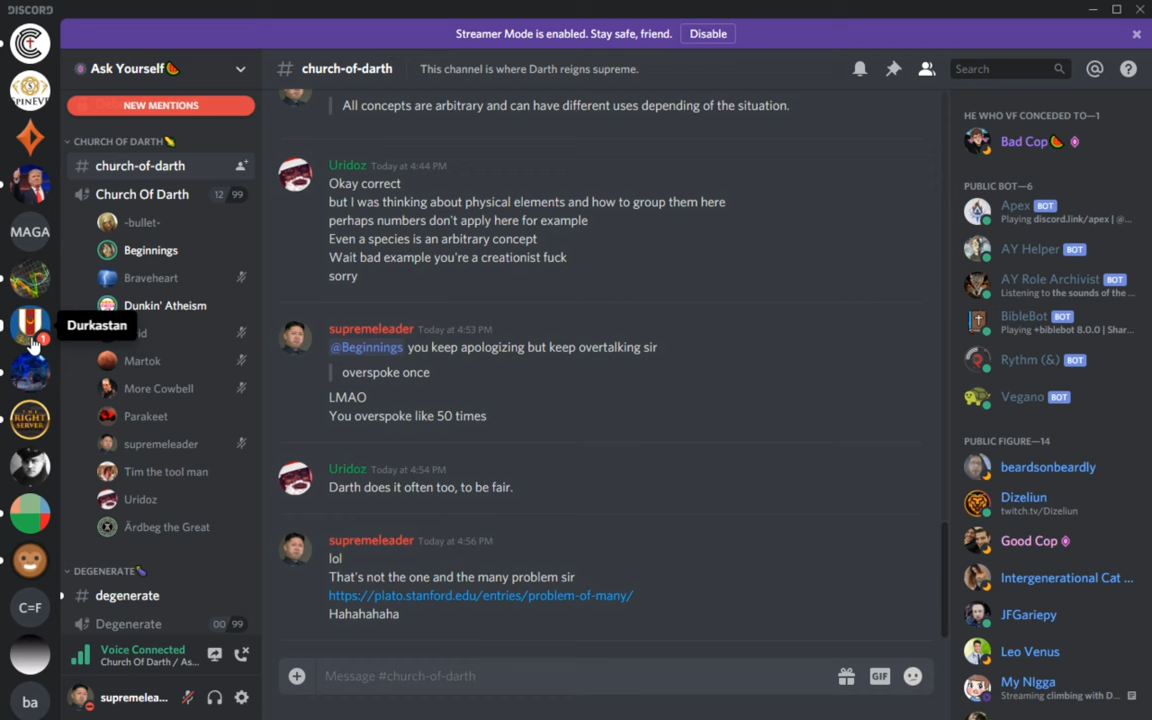 DISCORD
Streamer Mode is enabled. Stay safe, friend. Disable
Ask Yourself🍉
church-of-darth This channel is where Darth reigns supreme.
Search
NEW MENTIONS
CHURCH OF DARTH🌽
church-of-darth
Church Of Darth 12 99
-bullet-
Beginnings
Braveheart
Dunkin' Atheism
Martok
More Cowbell
Parakeet
supremeleader
Tim the tool man
Uridoz
Ärdbeg the Great
DEGENERATE🍆
degenerate
Degenerate 00 99
Voice Connected
Church Of Darth / As...
supremelea...
MAGA
Durkastan
1
THE
RIGHT
SERVER
C=F
ba
All concepts are arbitrary and can have different uses depending of the situation.
Uridoz Today at 4:44 PM
Okay correct
but I was thinking about physical elements and how to group them here
perhaps numbers don't apply here for example
Even a species is an arbitrary concept
Wait bad example you're a creationist fuck
sorry
supremeleader Today at 4:53 PM
@Beginnings you keep apologizing but keep overtalking sir
overspoke once
LMAO
You overspoke like 50 times
Uridoz Today at 4:54 PM
Darth does it often too, to be fair.
supremeleader Today at 4:56 PM
lol
That's not the one and the many problem sir
https://plato.stanford.edu/entries/problem-of-many/
Hahahahaha
Message #church-of-darth
GIF
HE WHO VF CONCEDED TO—1
Bad Cop🍉
PUBLIC BOT—6
Apex BOT
Playing discord.link/apex | @...
AY Helper BOT
AY Role Archivist BOT
Listening to the sounds of the ...
BibleBot BOT
Playing +biblebot 8.0.0 | Shar...
Rythm (&) BOT
Vegano BOT
PUBLIC FIGURE—14
beardsonbeardly
Dizeliun
twitch.tv/Dizeliun
Good Cop
Intergenerational Cat ...
JFGariepy
Leo Venus
My NIgga
Streaming climbing with D...